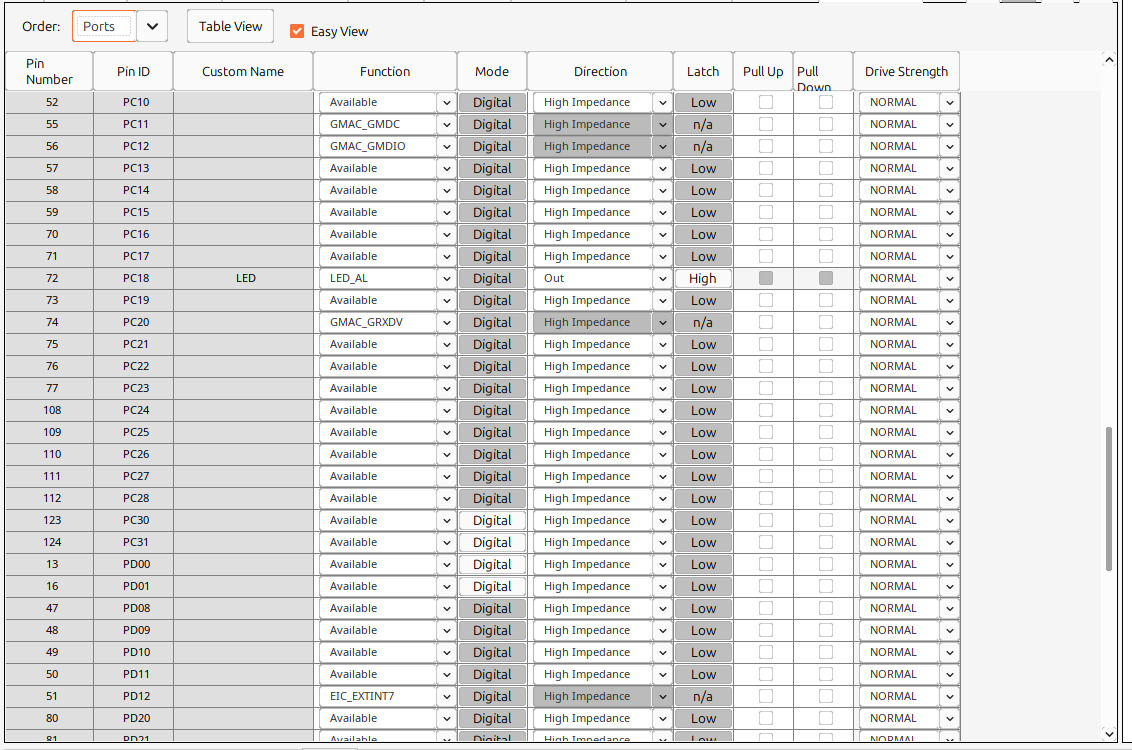 Order: Ports Table View Easy View
Pin Number Pin ID Custom Name Function Mode Direction Latch Pull Up Pull Down Drive Strength
52 PC10 Available Digital High Impedance Low NORMAL
55 PC11 GMAC_GMDC Digital High Impedance n/a NORMAL
56 PC12 GMAC_GMDIO Digital High Impedance n/a NORMAL
57 PC13 Available Digital High Impedance Low NORMAL
58 PC14 Available Digital High Impedance Low NORMAL
59 PC15 Available Digital High Impedance Low NORMAL
70 PC16 Available Digital High Impedance Low NORMAL
71 PC17 Available Digital High Impedance Low NORMAL
72 PC18 LED LED_AL Digital Out High NORMAL
73 PC19 Available Digital High Impedance Low NORMAL
74 PC20 GMAC_GRXDV Digital High Impedance n/a NORMAL
75 PC21 Available Digital High Impedance Low NORMAL
76 PC22 Available Digital High Impedance Low NORMAL
77 PC23 Available Digital High Impedance Low NORMAL
108 PC24 Available Digital High Impedance Low NORMAL
109 PC25 Available Digital High Impedance Low NORMAL
110 PC26 Available Digital High Impedance Low NORMAL
111 PC27 Available Digital High Impedance Low NORMAL
112 PC28 Available Digital High Impedance Low NORMAL
123 PC30 Available Digital High Impedance Low NORMAL
124 PC31 Available Digital High Impedance Low NORMAL
13 PD00 Available Digital High Impedance Low NORMAL
16 PD01 Available Digital High Impedance Low NORMAL
47 PD08 Available Digital High Impedance Low NORMAL
48 PD09 Available Digital High Impedance Low NORMAL
49 PD10 Available Digital High Impedance Low NORMAL
50 PD11 Available Digital High Impedance Low NORMAL
51 PD12 EIC_EXTINT7 Digital High Impedance n/a NORMAL
80 PD20 Available Digital High Impedance Low NORMAL
81 PD21 Available Digital High Impedance Low NORMAL